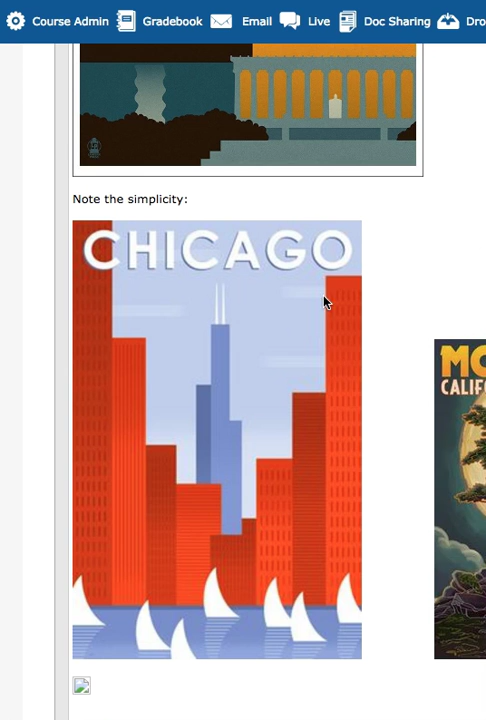 Course Admin Gradebook Email Live Doc Sharing
Note the simplicity:
CHICAGO